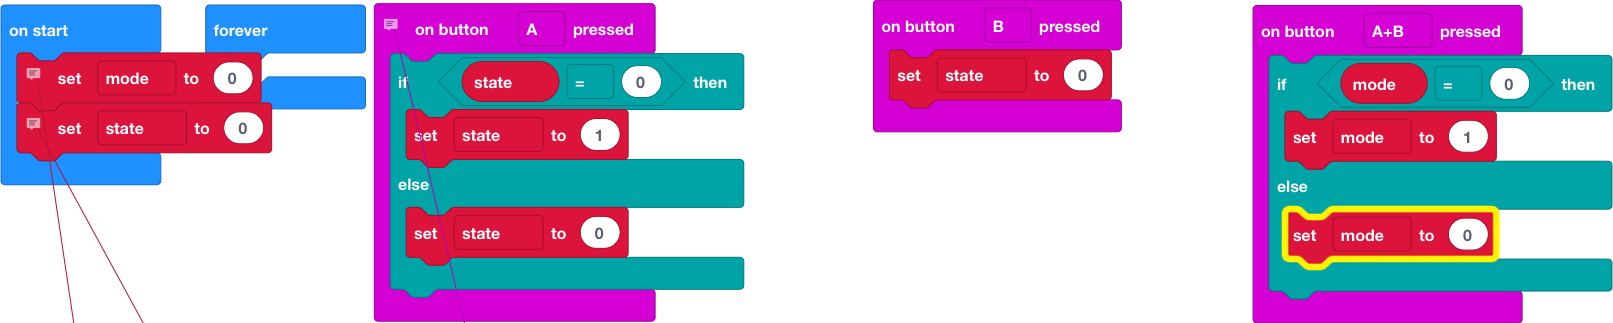 on start
set mode to 0
set state to 0
forever
on button A pressed
if state = 0 then
set state to 1
else
set state to 0
on button B pressed
set state to 0
on button A+B pressed
if mode = 0 then
set mode to 1
else
set mode to 0